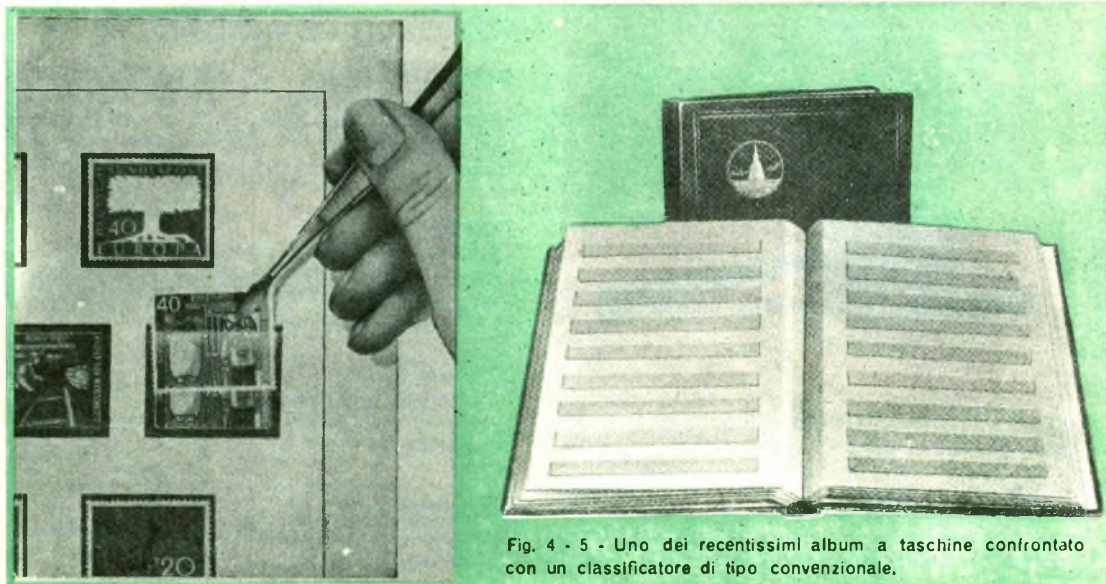 40
EUROPA
40
20
Fig. 4 - 5 - Uno dei recentissimi album a taschine confrontato
con un classificatore di tipo convenzionale.